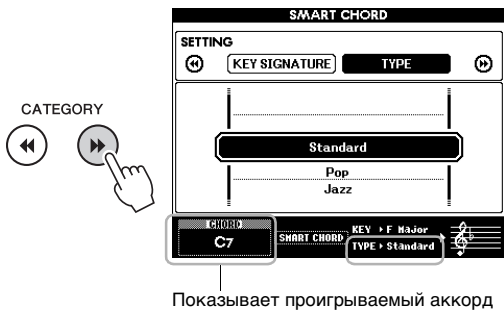 SMART CHORD
SETTING
KEY SIGNATURE TYPE
CATEGORY
Standard
Pop
Jazz
CHORD
C7
SMART CHORD
KEY ▸ F Major
TYPE ▸ Standard
Показывает проигрываемый аккорд